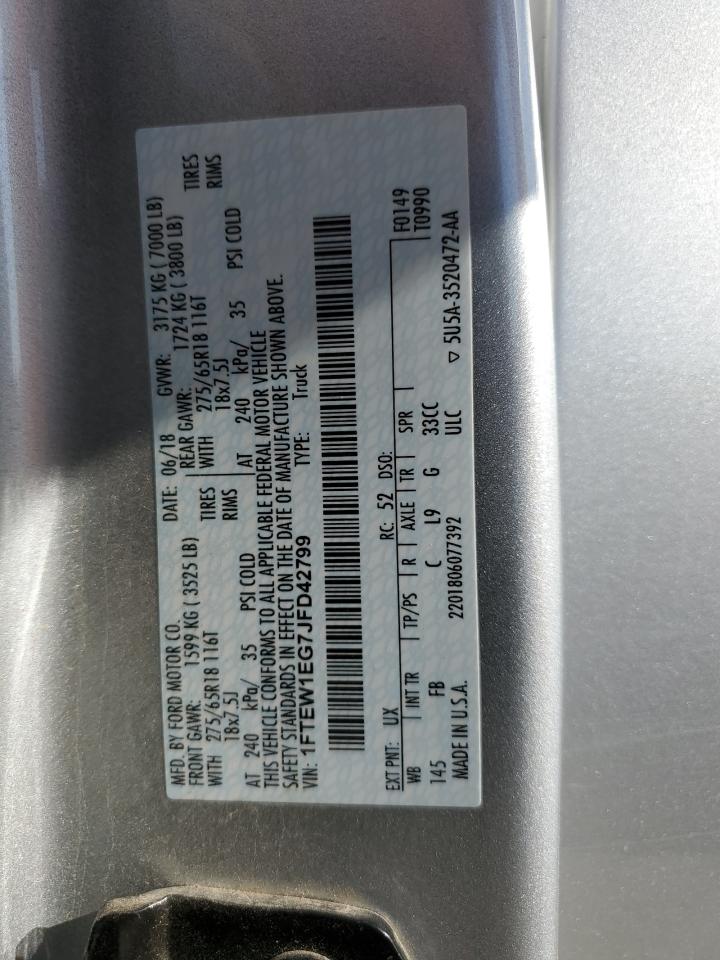 MFD. BY FORD MOTOR CO.
DATE: 06/18 GVWR: 3175 KG ( 7000 LB)
FRONT GAWR: 1599 KG ( 3525 LB) REAR GAWR: 1724 KG ( 3800 LB)
WITH 275/65R18 116T TIRES WITH 275/65R18 116T TIRES
18x7.5J RIMS 18x7.5J RIMS
AT 240 kPa/ 35 PSI COLD AT 240 kPa/ 35 PSI COLD
THIS VEHICLE CONFORMS TO ALL APPLICABLE FEDERAL MOTOR VEHICLE
SAFETY STANDARDS IN EFFECT ON THE DATE OF MANUFACTURE SHOWN ABOVE.
VIN: 1FTEW1EG7JFD42799 TYPE: Truck
EXT PNT: UX RC: 52 DSO: F0149
WB INT TR TP/PS R AXLE TR SPR T0990
145 FB C L9 G 33CC
MADE IN U.S.A. 2201806077392 ULC ▽ 5U5A-3520472-AA